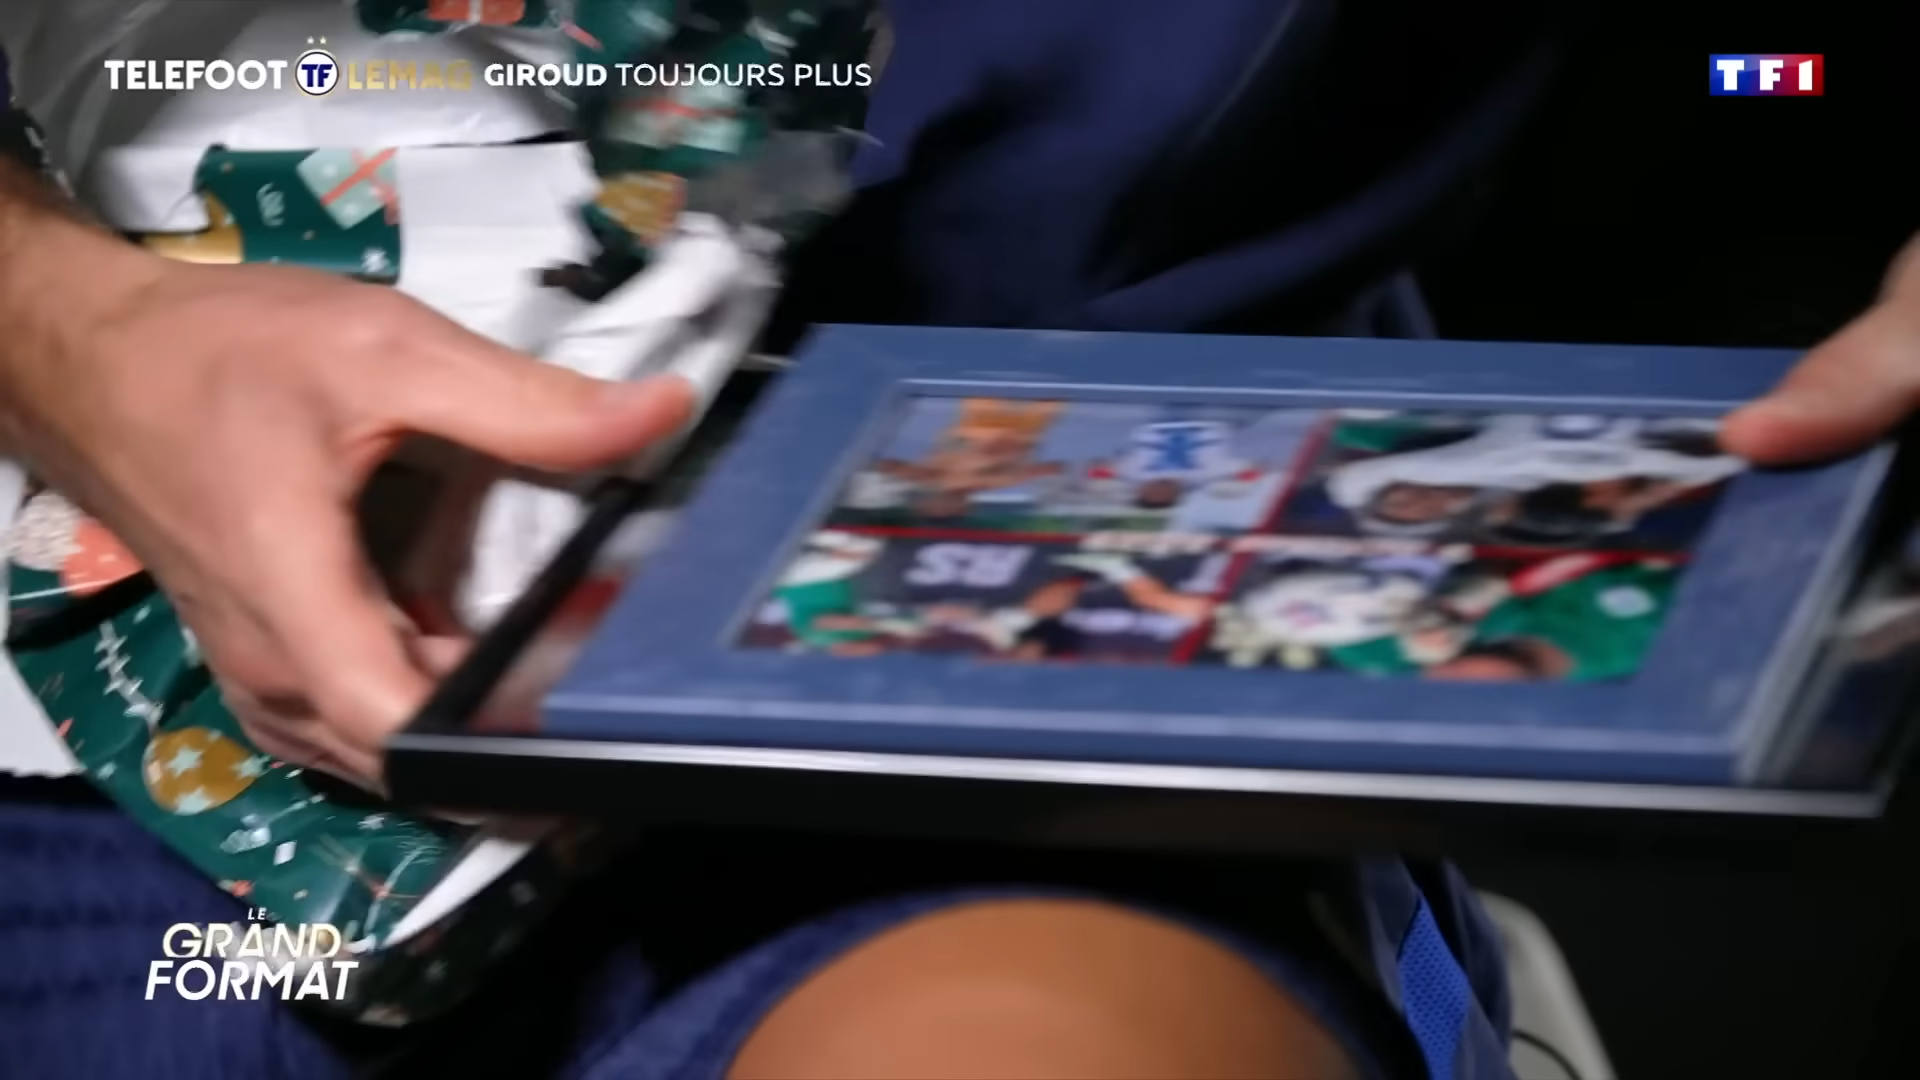 TELEFOOT TF LEMAG GIROUD TOUJOURS PLUS
TF1
LE
GRAND
FORMAT